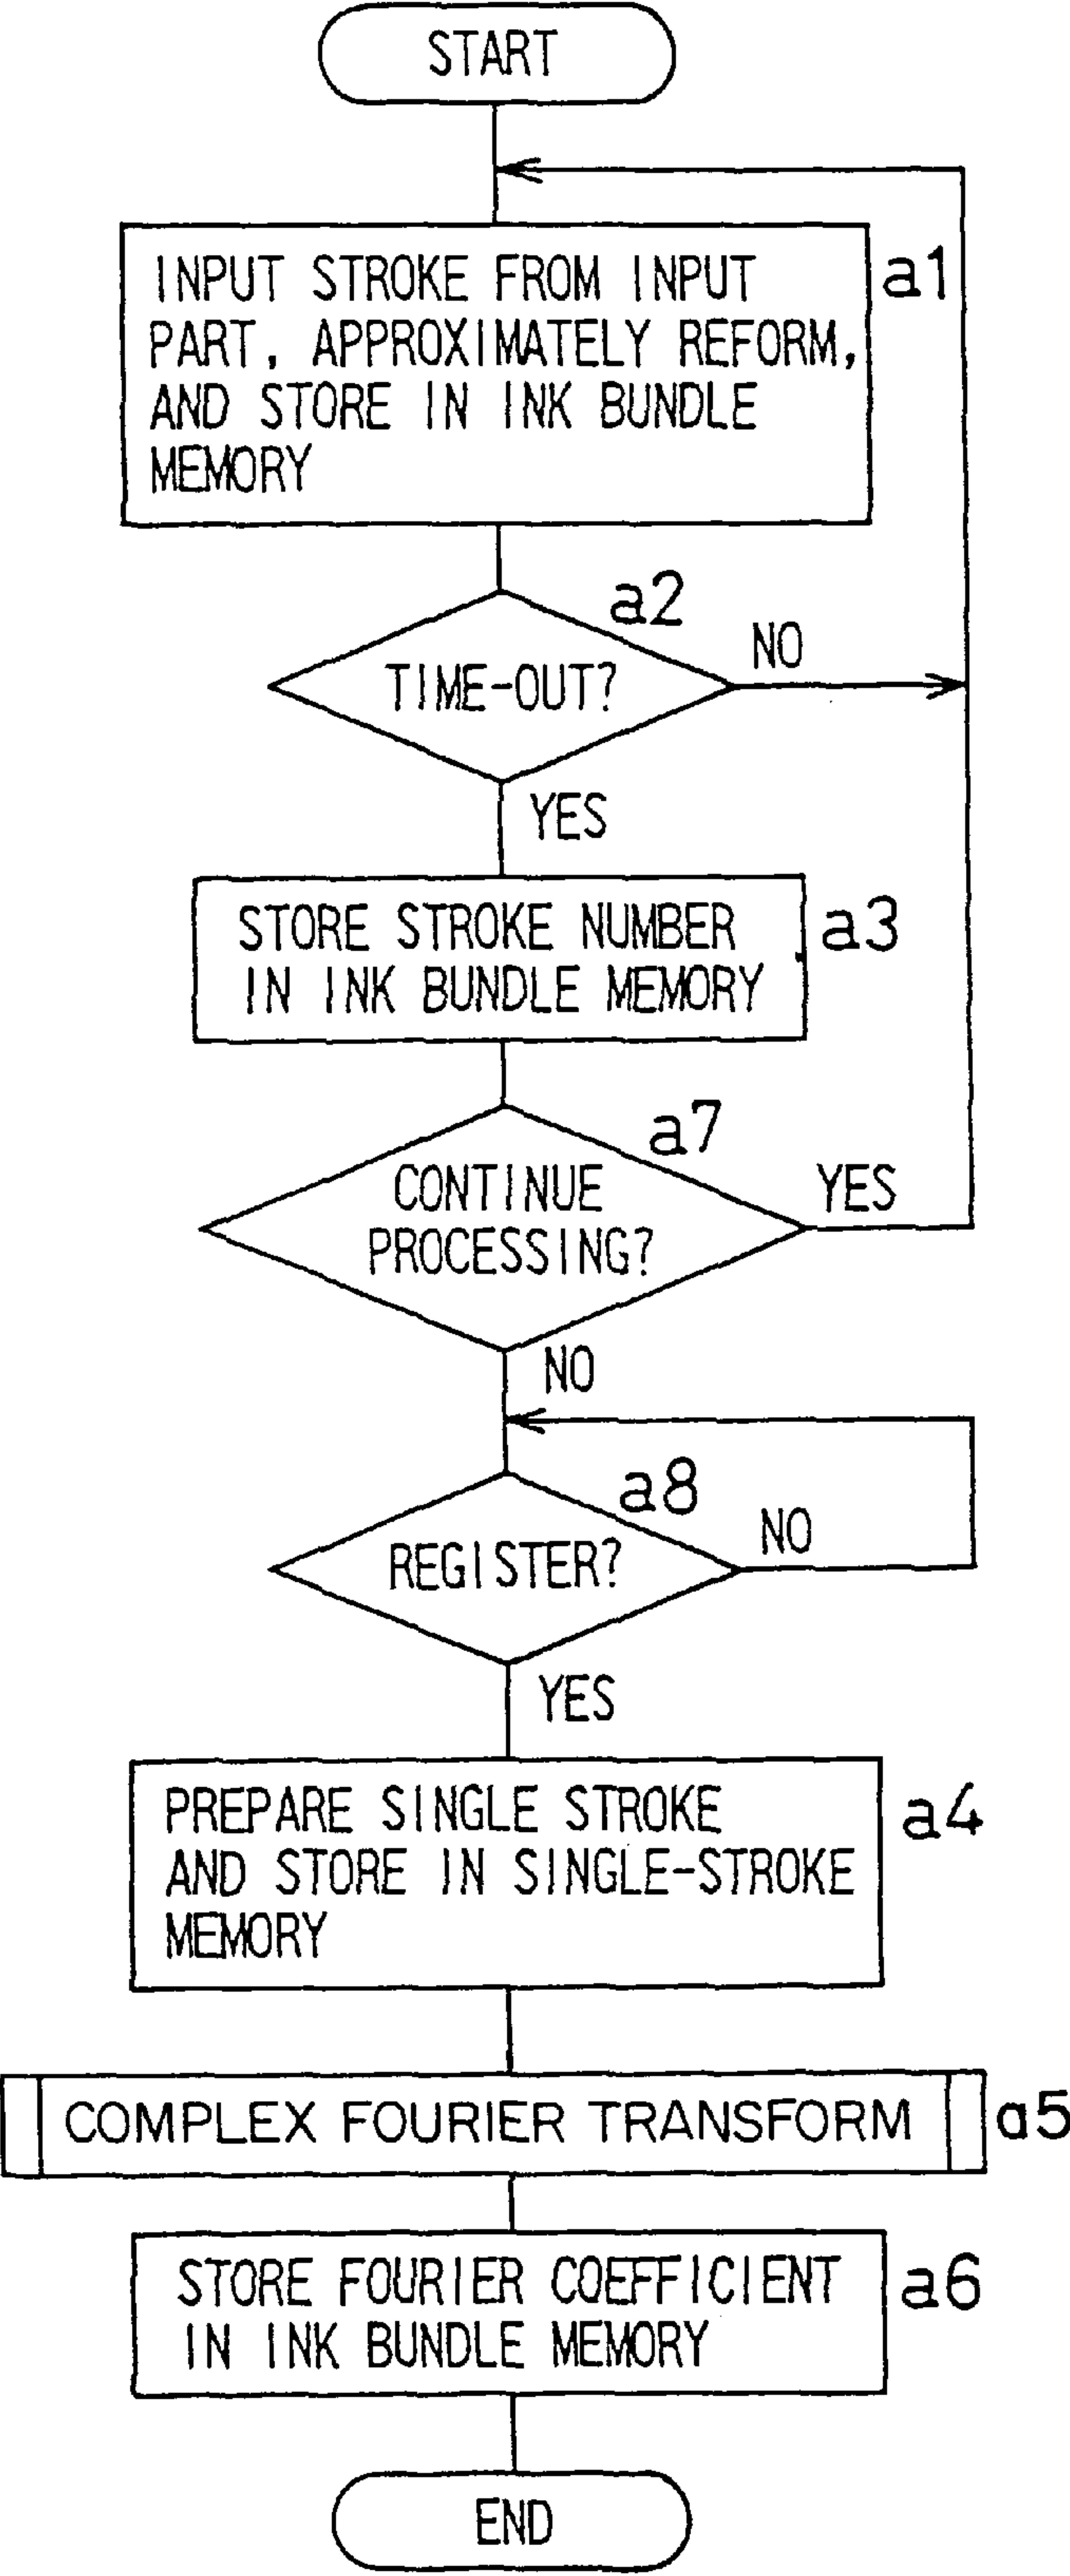 START
INPUT STROKE FROM INPUT
PART, APPROXIMATELY REFORM,
AND STORE IN INK BUNDLE
MEMORY
a1
a2
TIME-OUT?
NO
YES
STORE STROKE NUMBER
IN INK BUNDLE MEMORY
a3
a7
CONTINUE
PROCESSING?
YES
NO
a8
REGISTER?
NO
YES
PREPARE SINGLE STROKE
AND STORE IN SINGLE-STROKE
MEMORY
a4
COMPLEX FOURIER TRANSFORM
a5
STORE FOURIER COEFFICIENT
IN INK BUNDLE MEMORY
a6
END